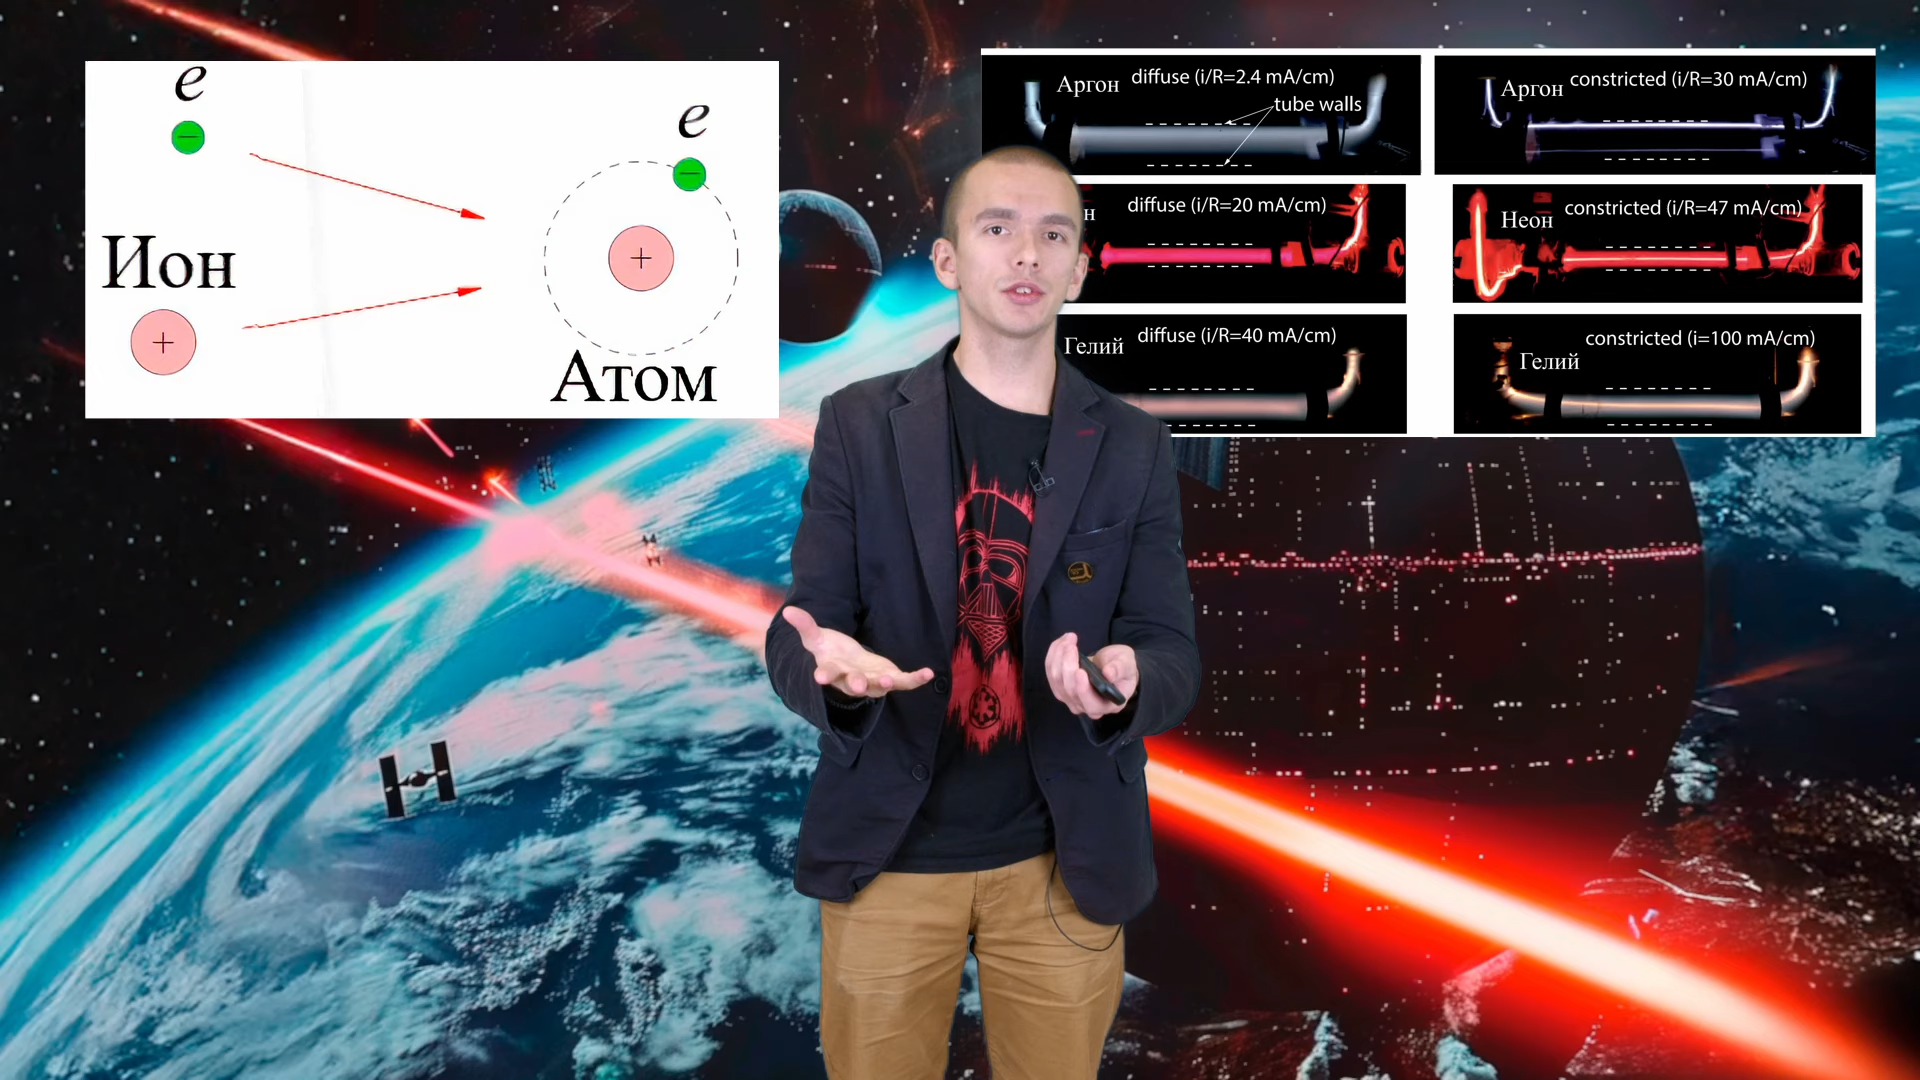 e
−
e
−
Ион
+
+
Атом
Аргон diffuse (i/R=2.4 mA/cm)
tube walls
Аргон constricted (i/R=30 mA/cm)
н diffuse (i/R=20 mA/cm)
Неон constricted (i/R=47 mA/cm)
Гелий diffuse (i/R=40 mA/cm)
constricted (i=100 mA/cm)
Гелий